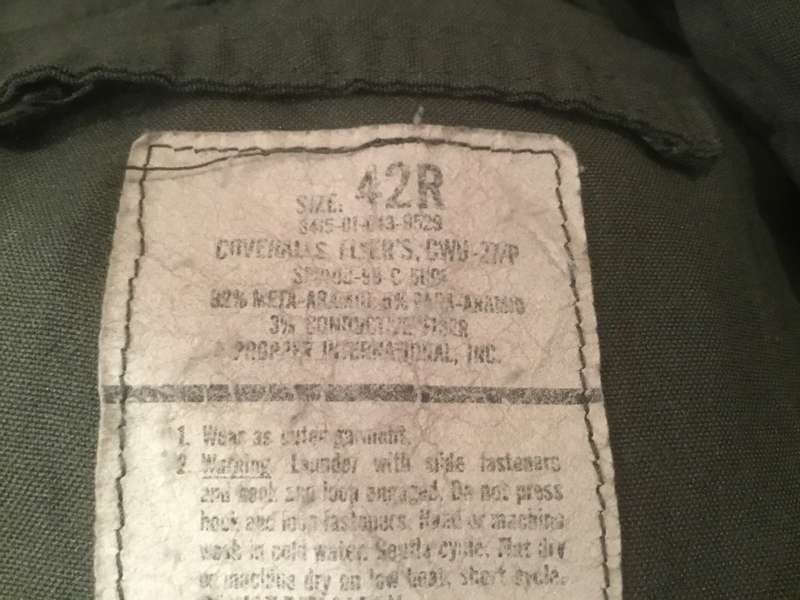 SIZE: 42R
8415-01-043-9529
COVERALLS, FLYER'S, CWU-27/P
92% META-ARAMID 5% PARA-ARAMID
3% CONDUCTIVE FIBER
PROPPER INTERNATIONAL, INC.
1. Wear as outer garment.
2. Warning: Launder with slide fasteners
and hook and loop engaged. Do not press
hook and loop fasteners. Hand or machine
wash in cold water. Gentle cycle. Flat dry
or machine dry on low heat, short cycle.